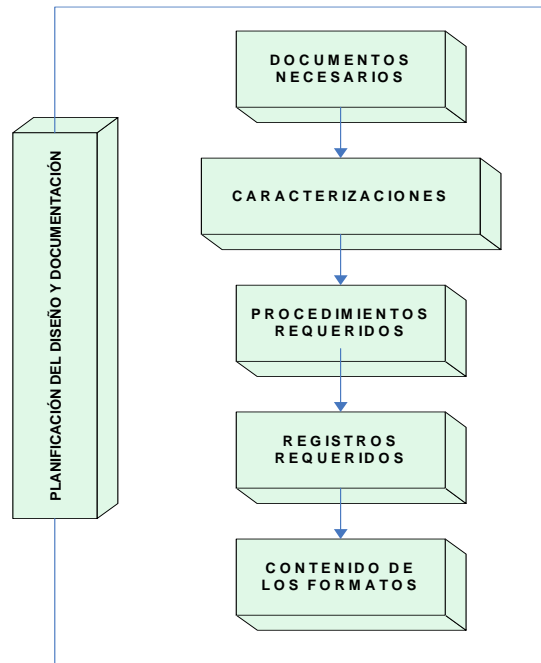 PLANIFICACIÓN DEL DISEÑO Y DOCUMENTACIÓN
DOCUMENTOS
NECESARIOS
CARACTERIZACIONES
PROCEDIMIENTOS
REQUERIDOS
REGISTROS
REQUERIDOS
CONTENIDO DE
LOS FORMATOS